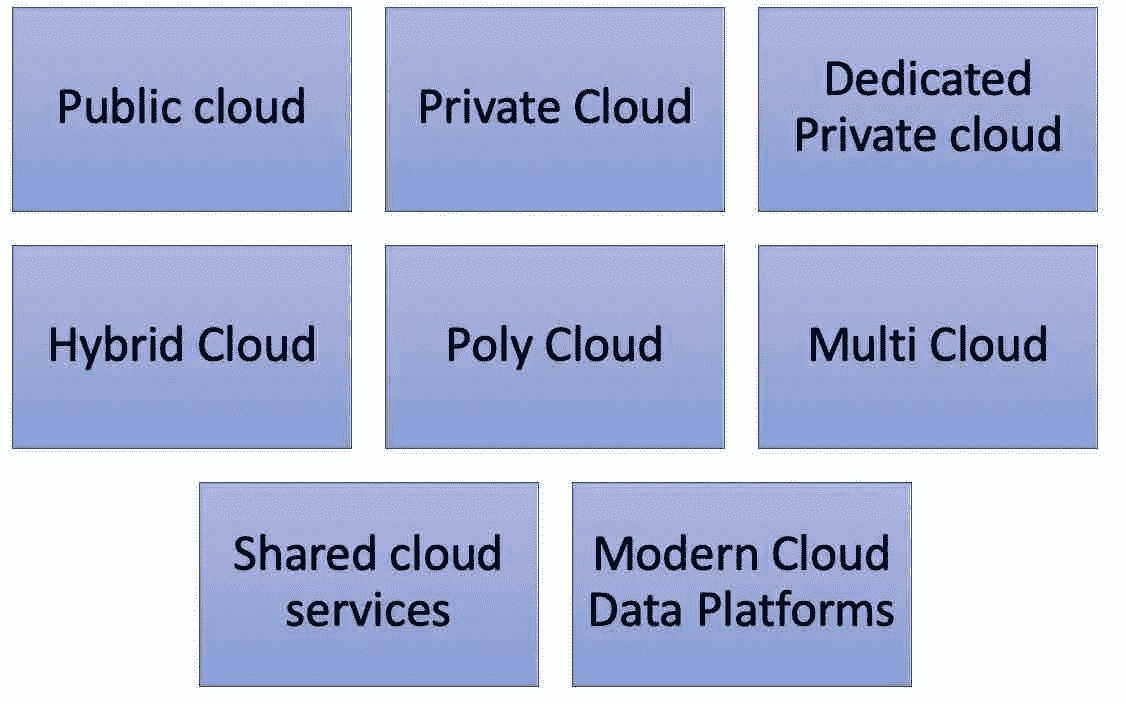 Public cloud
Private Cloud
Dedicated
Private cloud
Hybrid Cloud
Poly Cloud
Multi Cloud
Shared cloud
services
Modern Cloud
Data Platforms